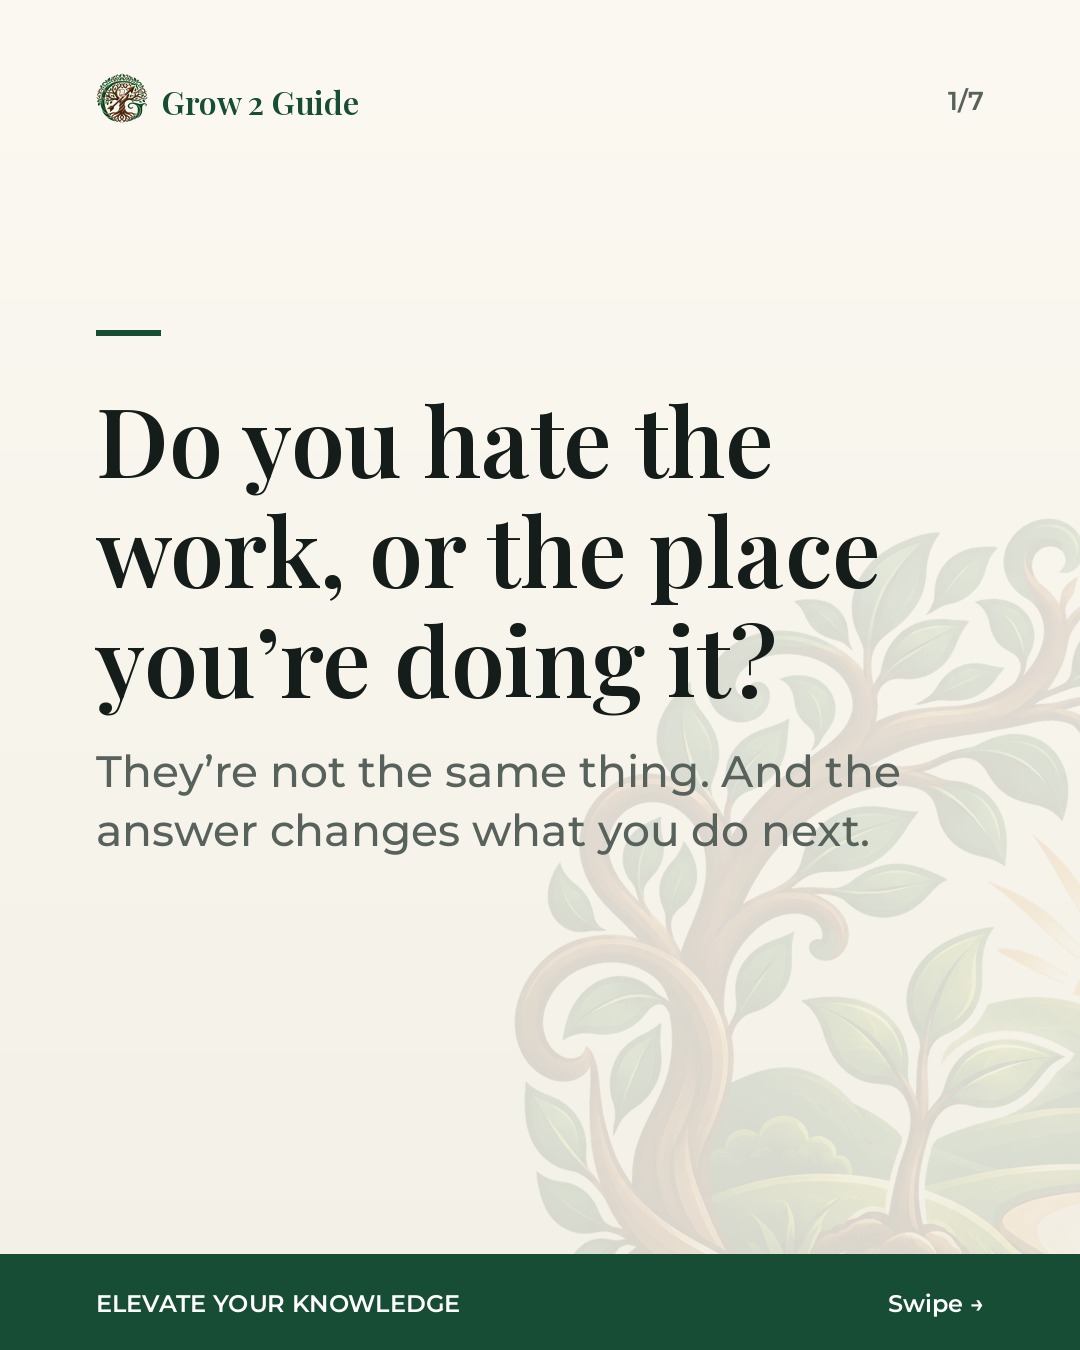 Grow 2 Guide
1/7
Do you hate the
work, or the place
you’re doing it?
They’re not the same thing. And the
answer changes what you do next.
ELEVATE YOUR KNOWLEDGE
Swipe →